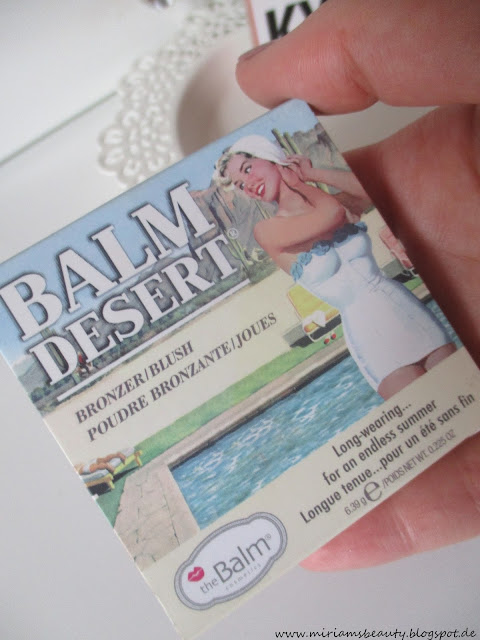 KY
BALM
DESERT®
BRONZER/BLUSH
POUDRE BRONZANTE/JOUES
Long-wearing...
for an endless summer
Longue tenue...pour un été sans fin
6.39 g ℮ /POIDS NET WT. 0.225 OZ
theBalm®
cosmetics
www.miriamsbeauty.blogspot.de